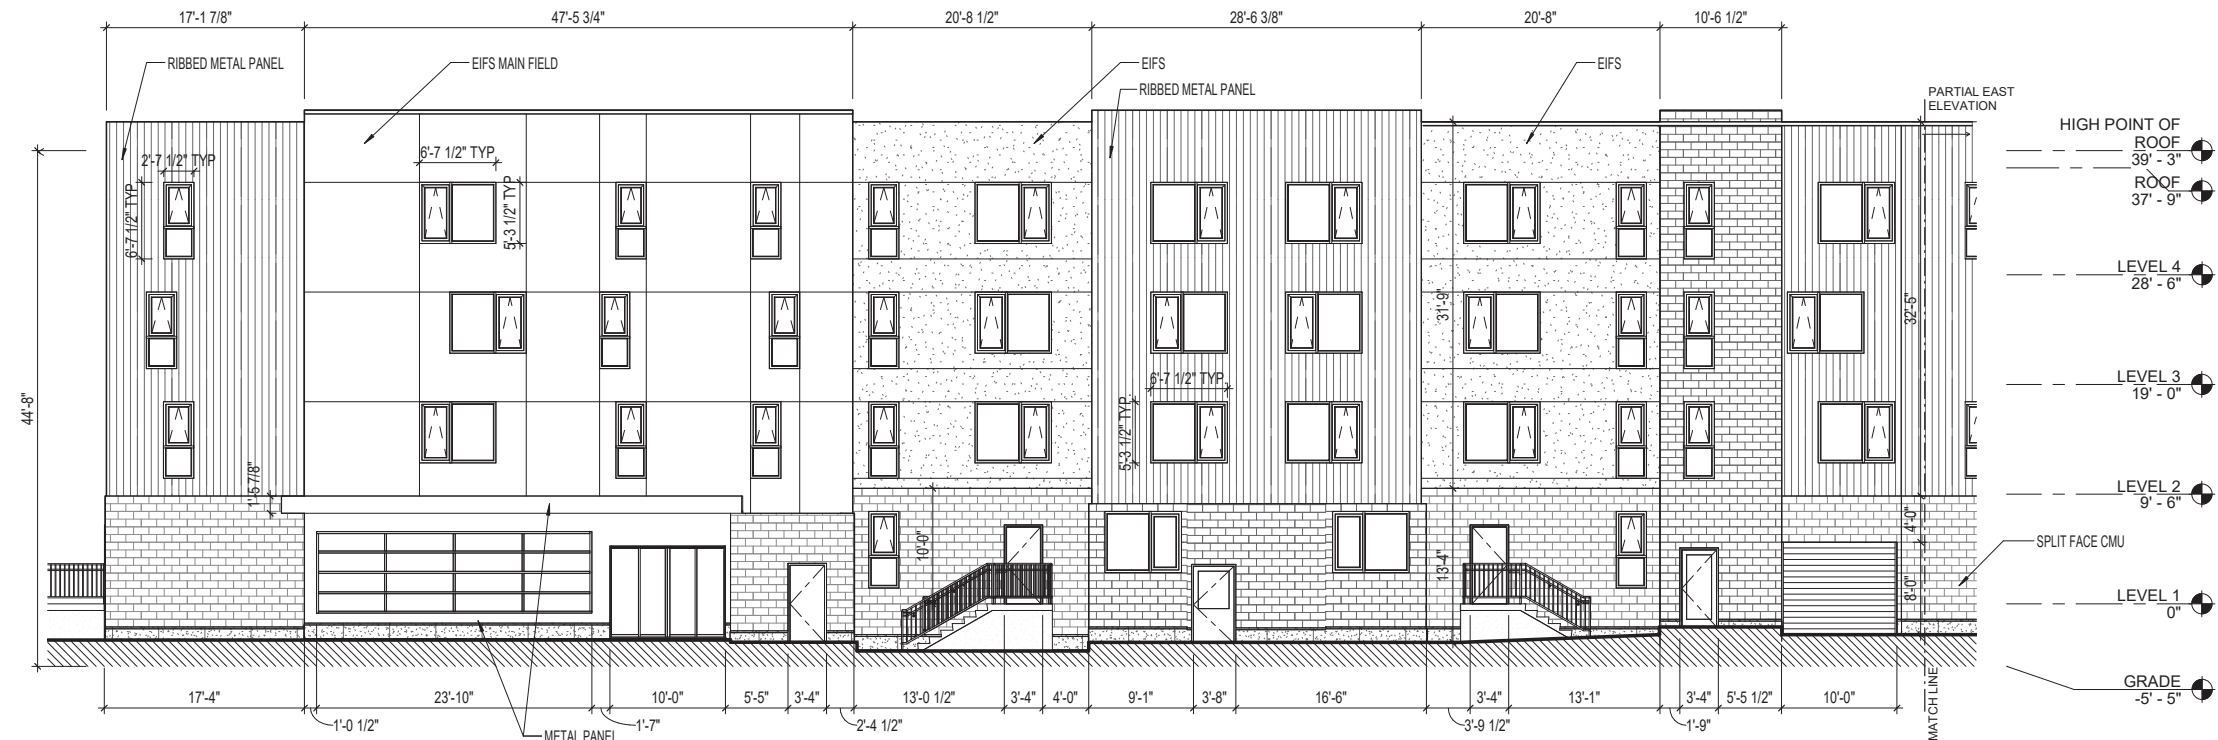 17'-1 7/8"
47'-5 3/4"
20'-8 1/2"
28'-6 3/8"
20'-8"
10'-6 1/2"
RIBBED METAL PANEL
EIFS MAIN FIELD
EIFS
RIBBED METAL PANEL
EIFS
PARTIAL EAST
ELEVATION
HIGH POINT OF
ROOF
39' - 3"
ROOF
37' - 9"
LEVEL 4
28' - 6"
LEVEL 3
19' - 0"
LEVEL 2
9' - 6"
LEVEL 1
0"
GRADE
-5' - 5"
2'-7 1/2" TYP
6'-7 1/2" TYP
6'-7 1/2" TYP
5'-3 1/2" TYP
6'-7 1/2" TYP
5'-3 1/2" TYP.
31'-9"
32'-5"
44'-8"
1'-5 7/8"
10'-0"
13'-4"
4'-0"
8'-0"
SPLIT FACE CMU
MATCH LINE
17'-4"
23'-10"
10'-0"
5'-5"
3'-4"
13'-0 1/2"
3'-4"
4'-0"
9'-1"
3'-8"
16'-6"
3'-4"
13'-1"
3'-4"
5'-5 1/2"
10'-0"
1'-0 1/2"
1'-7"
2'-4 1/2"
3'-9 1/2"
1'-9"
METAL PANEL